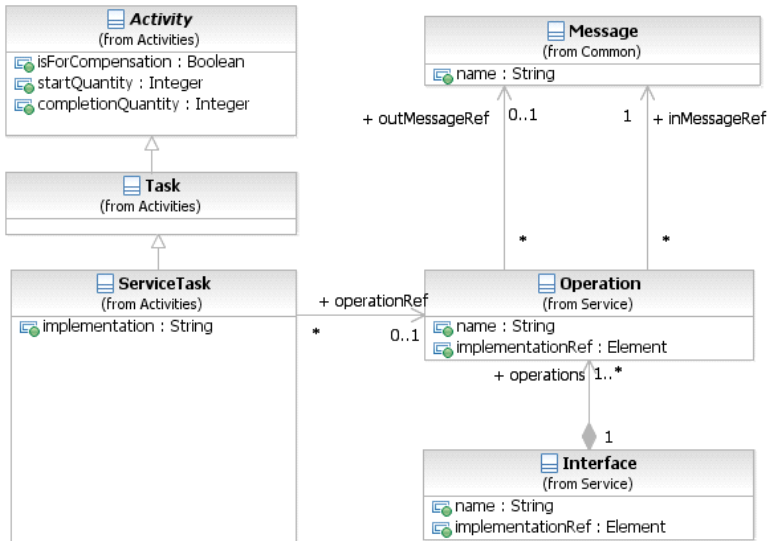 Activity
(from Activities)
isForCompensation : Boolean
startQuantity : Integer
completionQuantity : Integer
Message
(from Common)
name : String
+ outMessageRef
0..1
1
+ inMessageRef
Task
(from Activities)
*
*
ServiceTask
(from Activities)
implementation : String
+ operationRef
*
0..1
Operation
(from Service)
name : String
implementationRef : Element
+ operations
1..*
1
Interface
(from Service)
name : String
implementationRef : Element